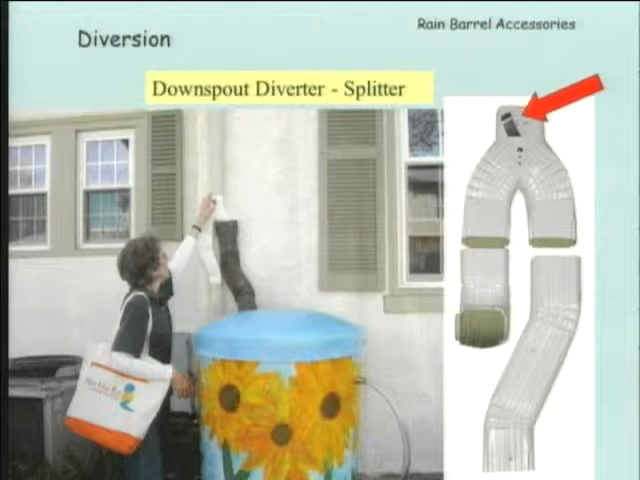 Diversion
Rain Barrel Accessories
Downspout Diverter - Splitter